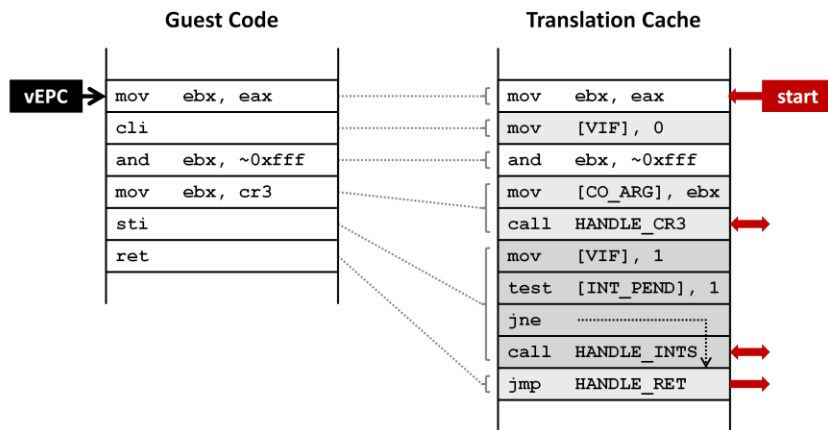 Guest Code
Translation Cache
vEPC
mov ebx, eax
cli
and ebx, ~0xfff
mov ebx, cr3
sti
ret
mov ebx, eax
start
mov [VIF], 0
and ebx, ~0xfff
mov [CO_ARG], ebx
call HANDLE_CR3
mov [VIF], 1
test [INT_PEND], 1
jne
call HANDLE_INTS
jmp HANDLE_RET